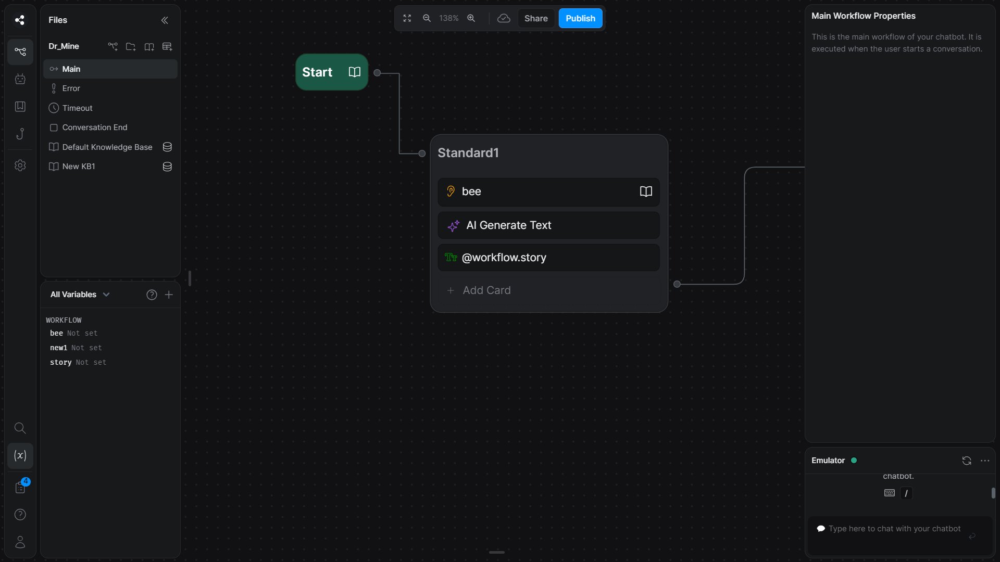 Files
Dr_Mine
Main
Error
Timeout
Conversation End
Default Knowledge Base
New KB1
All Variables
WORKFLOW
bee Not set
new1 Not set
story Not set
(x)
4
138%
Share
Publish
Start
Standard1
bee
AI Generate Text
Tt @workflow.story
+ Add Card
Main Workflow Properties
This is the main workflow of your chatbot. It is
executed when the user starts a conversation.
Emulator
chatbot.
/
Type here to chat with your chatbot